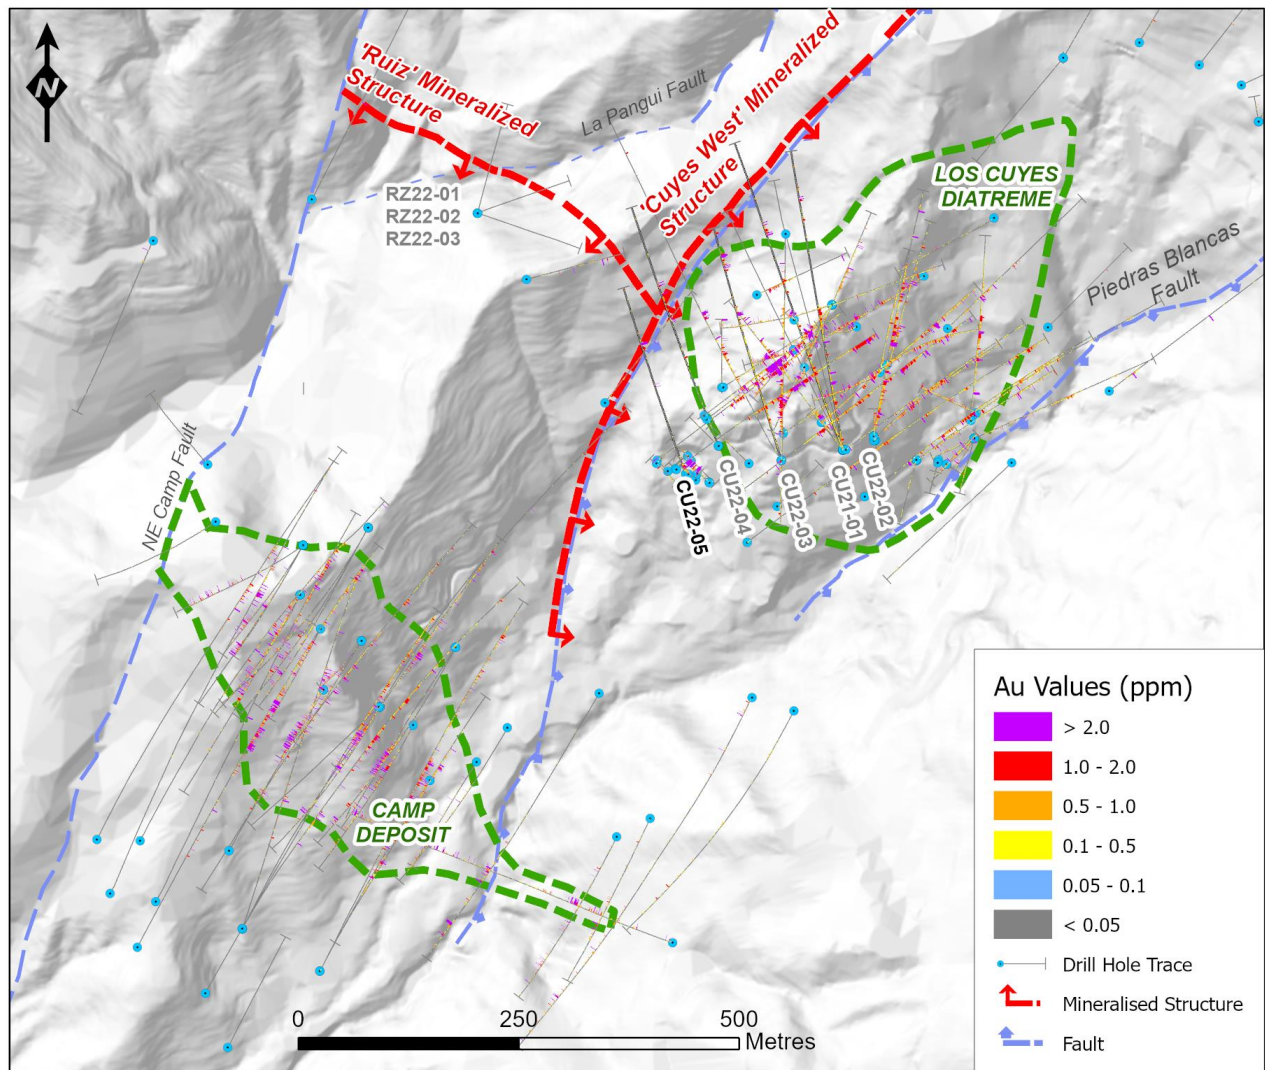 N
'Ruiz' Mineralized
Structure
La Pangui Fault
'Cuyes West' Mineralized
Structure
RZ22-01
RZ22-02
RZ22-03
LOS CUYES
DIATREME
Piedras Blancas
Fault
NE Camp Fault
CU22-05
CU22-04
CU22-03
CU21-01
CU22-02
CAMP
DEPOSIT
Au Values (ppm)
> 2.0
1.0 - 2.0
0.5 - 1.0
0.1 - 0.5
0.05 - 0.1
< 0.05
Drill Hole Trace
Mineralised Structure
Fault
0 250 500
Metres